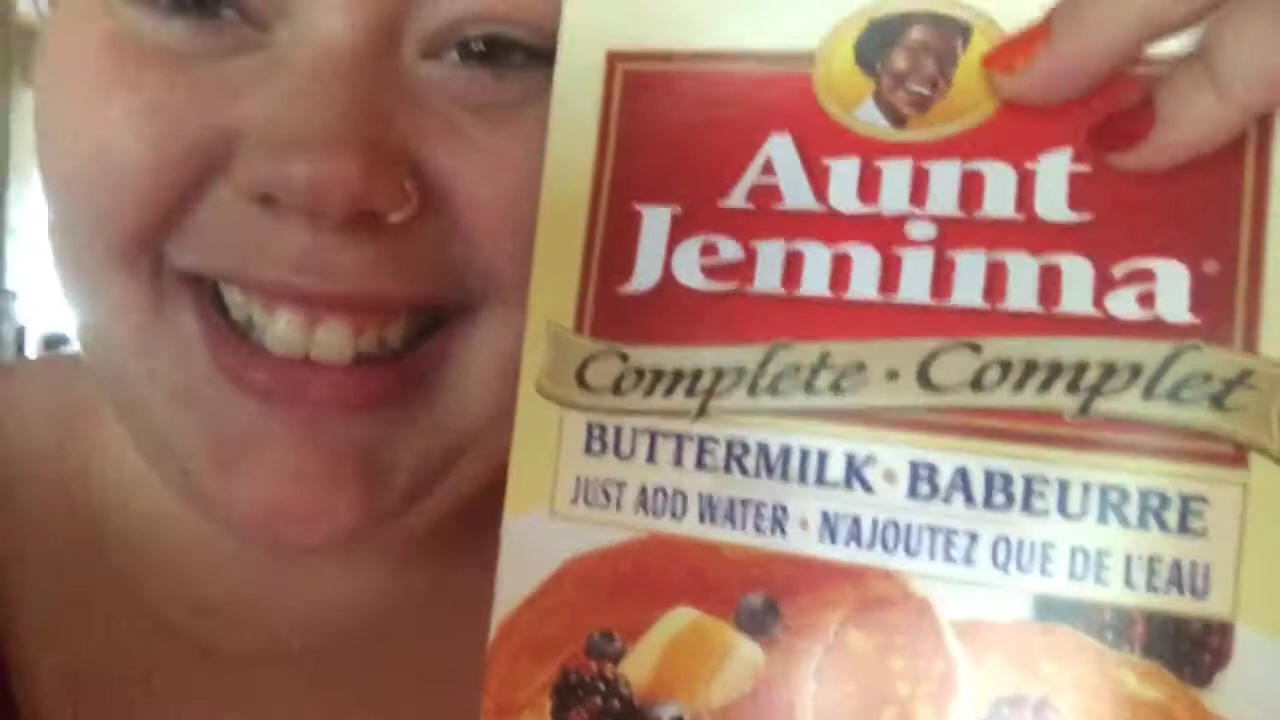 Aunt
Jemima
Complete · Complet
BUTTERMILK · BABEURRE
JUST ADD WATER · N'AJOUTEZ QUE DE L'EAU